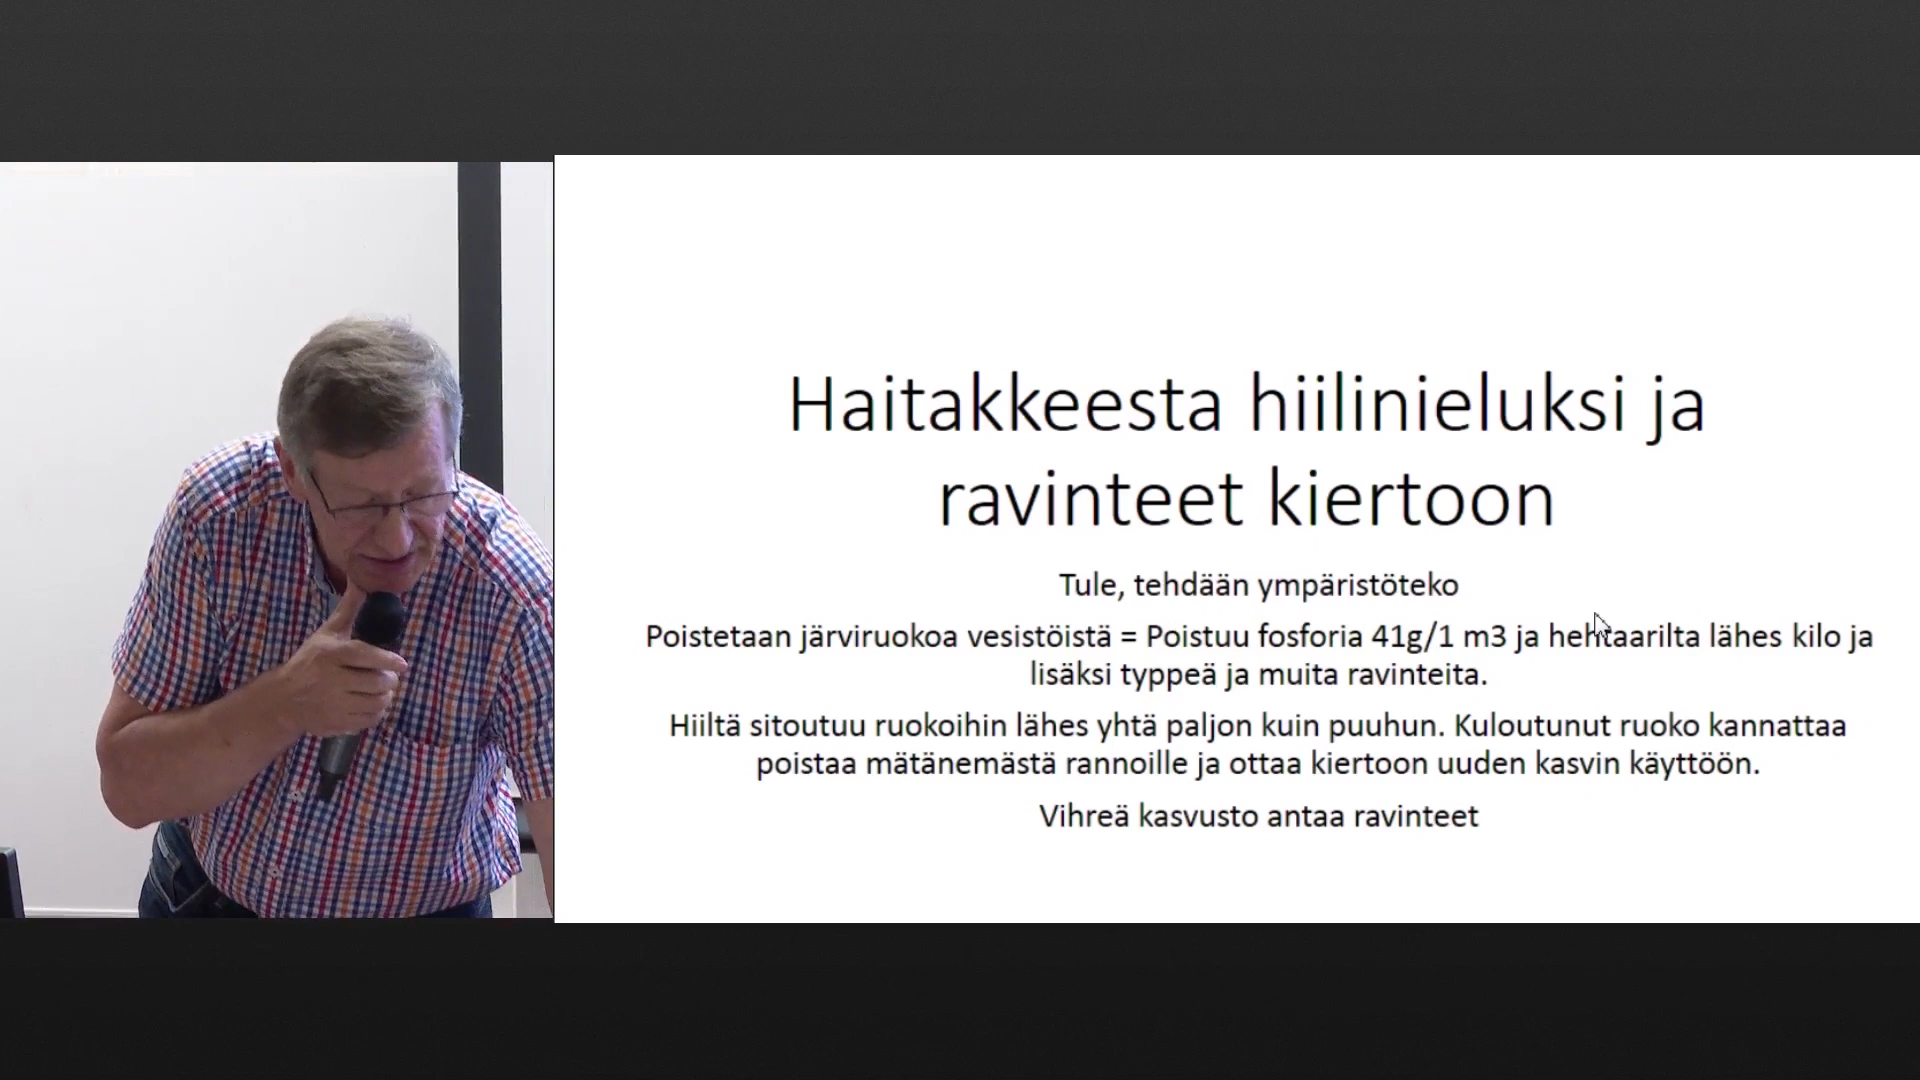 Haitakkeesta hiilinieluksi ja
ravinteet kiertoon
Tule, tehdään ympäristöteko
Poistetaan järviruokoa vesistöistä = Poistuu fosforia 41g/1 m3 ja hehtaarilta lähes kilo ja
lisäksi typpeä ja muita ravinteita.
Hiiltä sitoutuu ruokoihin lähes yhtä paljon kuin puuhun. Kuloutunut ruoko kannattaa
poistaa mätänemästä rannoille ja ottaa kiertoon uuden kasvin käyttöön.
Vihreä kasvusto antaa ravinteet